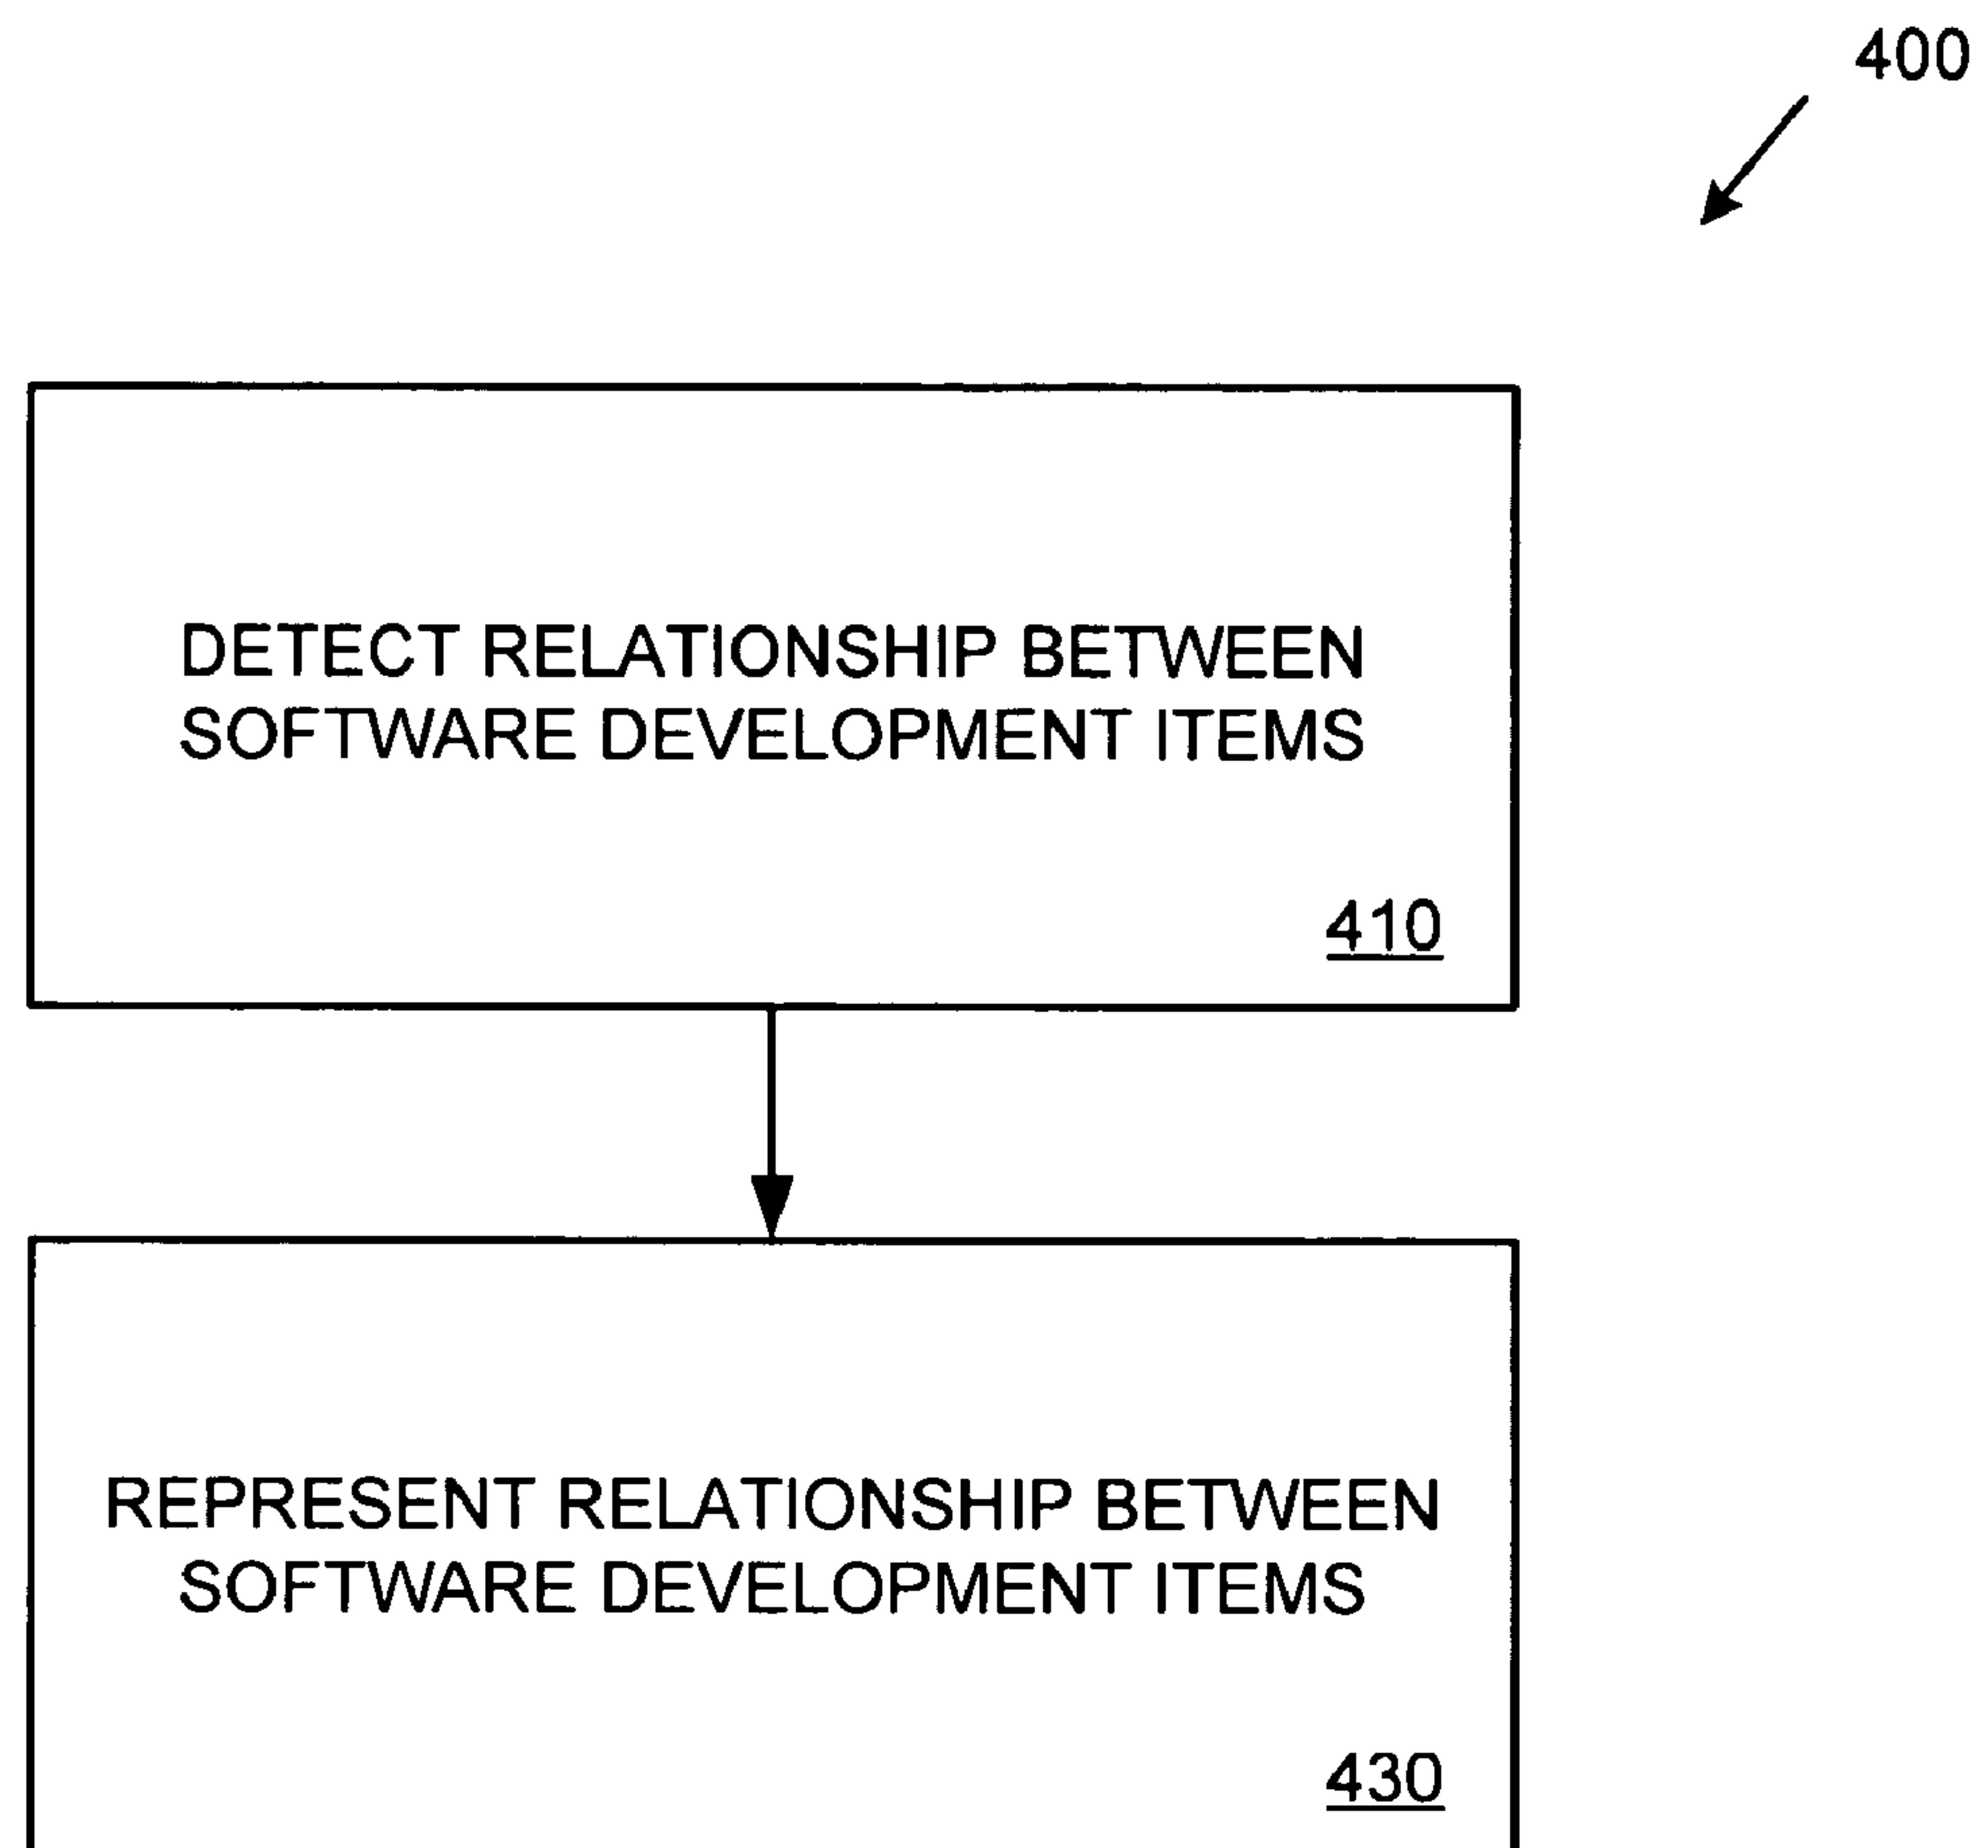 400
DETECT RELATIONSHIP BETWEEN
SOFTWARE DEVELOPMENT ITEMS
410
REPRESENT RELATIONSHIP BETWEEN
SOFTWARE DEVELOPMENT ITEMS
430